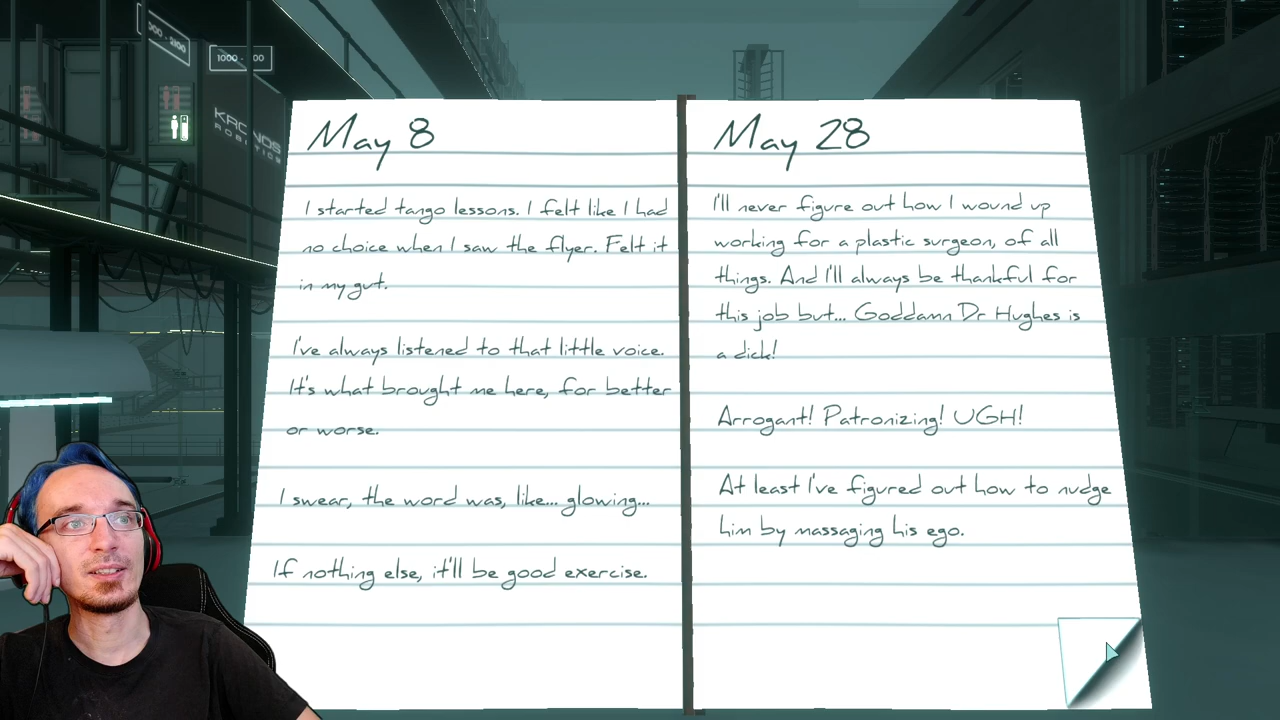 1000 - 00
KRONOS
ROBOTICS
May 8
I started tango lessons. I felt like I had
no choice when I saw the flyer. Felt it
in my gut.
I've always listened to that little voice.
It's what brought me here, for better
or worse.
I swear, the word was, like... glowing...
If nothing else, it'll be good exercise.
May 28
I'll never figure out how I wound up
working for a plastic surgeon, of all
things. And I'll always be thankful for
this job but... Goddamn Dr Hughes is
a dick!
Arrogant! Patronizing! UGH!
At least I've figured out how to nudge
him by massaging his ego.